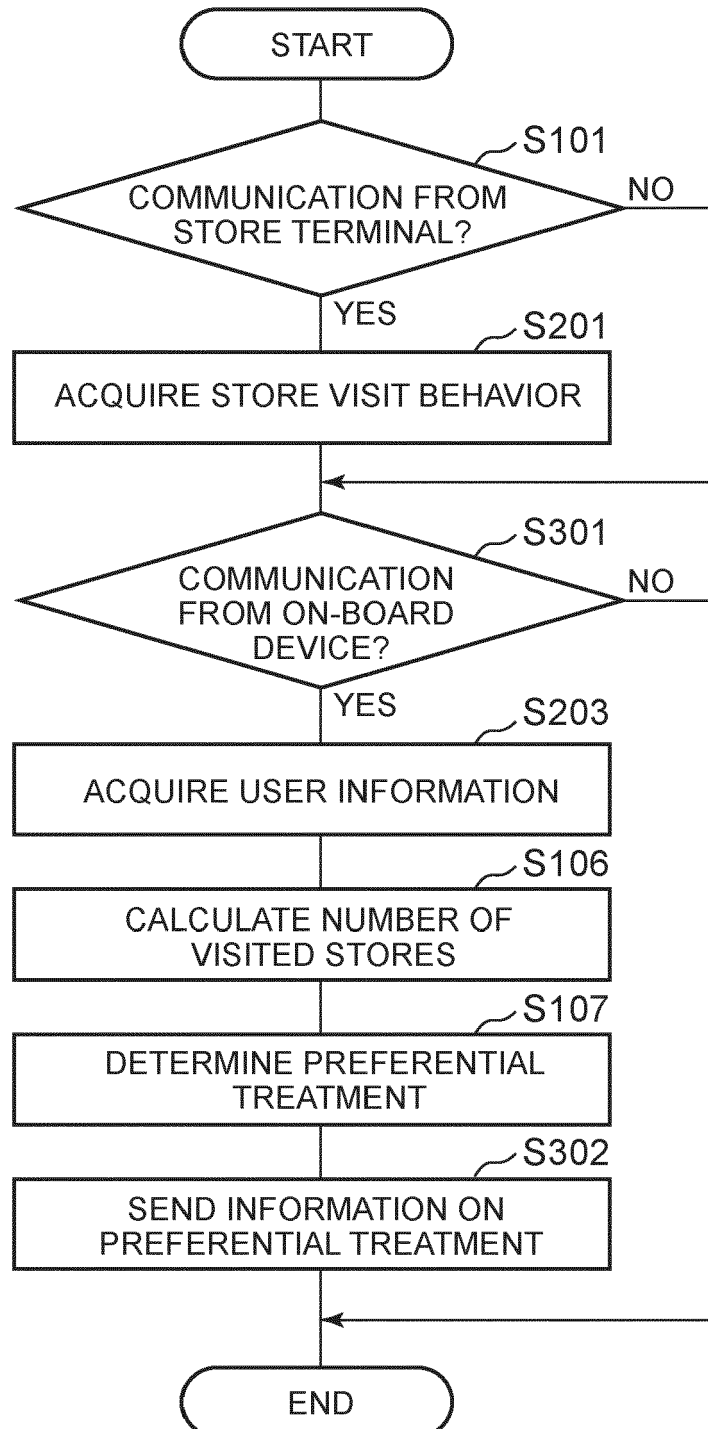 START
S101
COMMUNICATION FROM
STORE TERMINAL?
NO
YES
S201
ACQUIRE STORE VISIT BEHAVIOR
S301
COMMUNICATION
FROM ON-BOARD
DEVICE?
NO
YES
S203
ACQUIRE USER INFORMATION
S106
CALCULATE NUMBER OF
VISITED STORES
S107
DETERMINE PREFERENTIAL
TREATMENT
S302
SEND INFORMATION ON
PREFERENTIAL TREATMENT
END